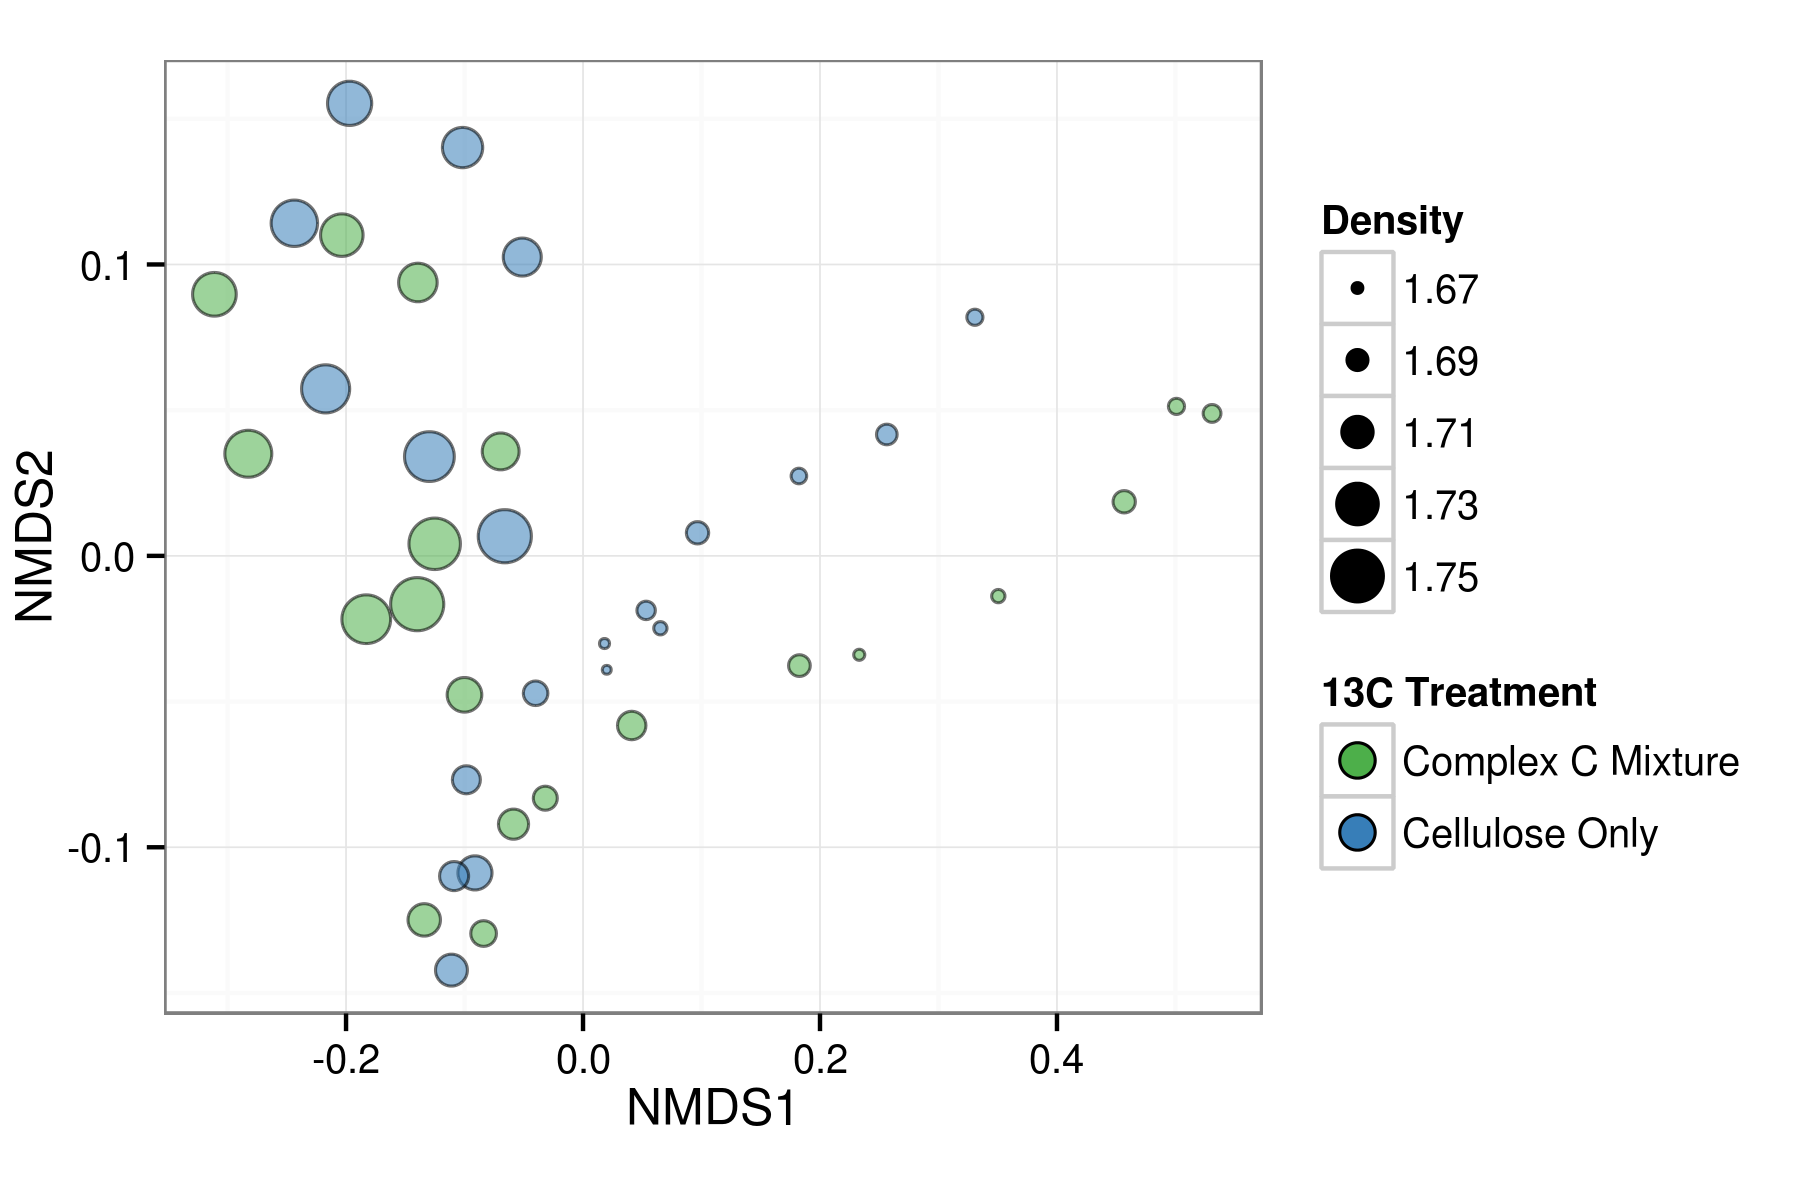 0.1
0.0
-0.1
NMDS2
-0.2
0.0
0.2
0.4
NMDS1
Density
1.67
1.69
1.71
1.73
1.75
13C Treatment
Complex C Mixture
Cellulose Only